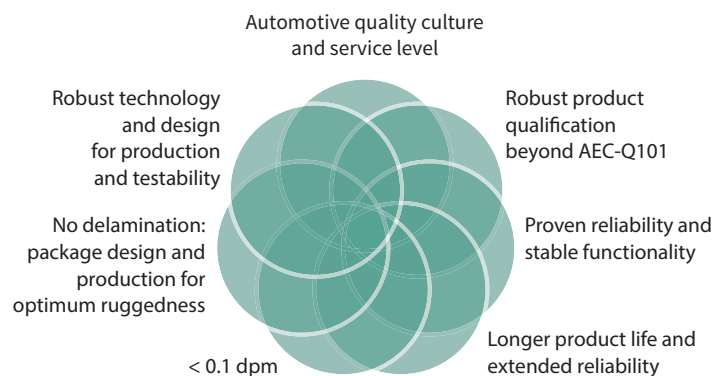 Automotive quality culture
and service level
Robust technology
and design
for production
and testability
Robust product
qualification
beyond AEC-Q101
No delamination:
package design and
production for
optimum ruggedness
Proven reliability and
stable functionality
< 0.1 dpm
Longer product life and
extended reliability